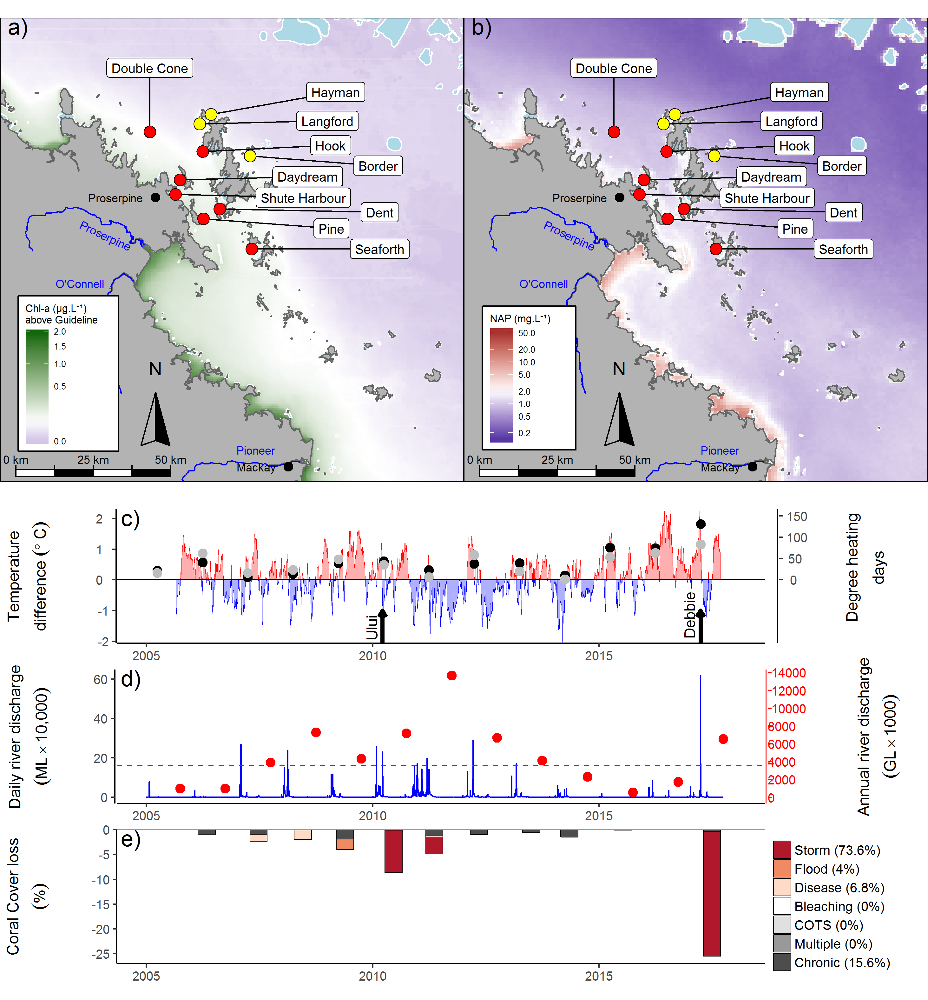 a)
Double Cone
Hayman
Langford
Hook
Border
Daydream
Shute Harbour
Proserpine
Dent
Pine
Proserpine
Seaforth
O'Connell
Chl-a (µg.L⁻¹)
above Guideline
2.0
1.5
1.0
0.5
0.0
N
0 km 25 km 50 km
Pioneer
Mackay
b)
Double Cone
Hayman
Langford
Hook
Border
Daydream
Shute Harbour
Proserpine
Dent
Pine
Proserpine
Seaforth
O'Connell
NAP (mg.L⁻¹)
50.0
20.0
10.0
5.0
2.0
1.0
0.5
0.2
N
0 km 25 km 50 km
Pioneer
Mackay
c)
Temperature
difference (° C)
2
1
0
-1
-2
Ului
Debbie
150
100
50
0
Degree heating
days
2005 2010 2015
d)
Daily river discharge
(ML × 10,000)
60
40
20
0
14000
12000
10000
8000
6000
4000
2000
0
Annual river discharge
(GL × 1000)
2005 2010 2015
e)
Coral Cover loss
(%)
0
-5
-10
-15
-20
-25
2005 2010 2015
Storm (73.6%)
Flood (4%)
Disease (6.8%)
Bleaching (0%)
COTS (0%)
Multiple (0%)
Chronic (15.6%)